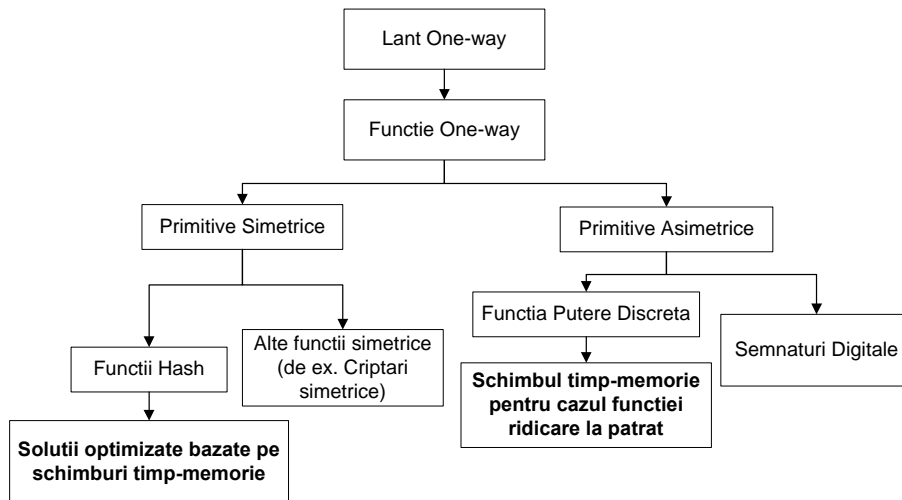 Lant One-way
Functie One-way
Primitive Simetrice
Primitive Asimetrice
Functii Hash
Alte functii simetrice
(de ex. Criptari
simetrice)
Functia Putere Discreta
Semnaturi Digitale
Solutii optimizate bazate pe
schimburi timp-memorie
Schimbul timp-memorie
pentru cazul functiei
ridicare la patrat